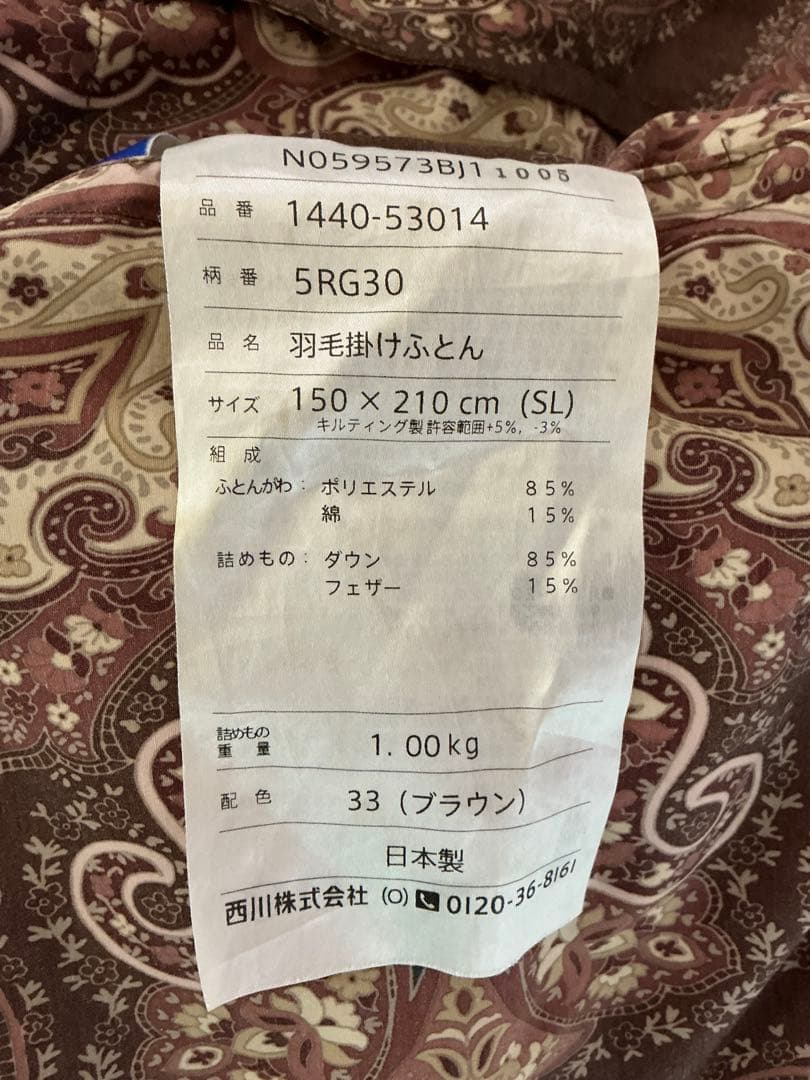 N059573BJ1 1005
品番 1440-53014
柄番 5RG30
品名 羽毛掛けふとん
サイズ 150 × 210 cm (SL)
キルティング製 許容範囲+5%, -3%
組成
ふとんがわ: ポリエステル 85%
綿 15%
詰めもの: ダウン 85%
フェザー 15%
詰めもの
重量 1.00kg
配色 33 (ブラウン)
日本製
西川株式会社 (O) 0120-36-8161